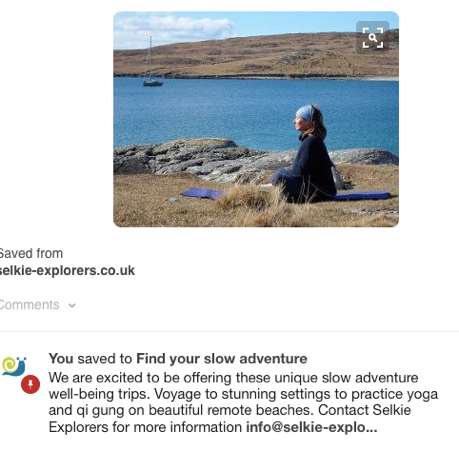 Saved from
selkie-explorers.co.uk
Comments
You saved to Find your slow adventure
We are excited to be offering these unique slow adventure
well-being trips. Voyage to stunning settings to practice yoga
and qi gung on beautiful remote beaches. Contact Selkie
Explorers for more information info@selkie-explo...